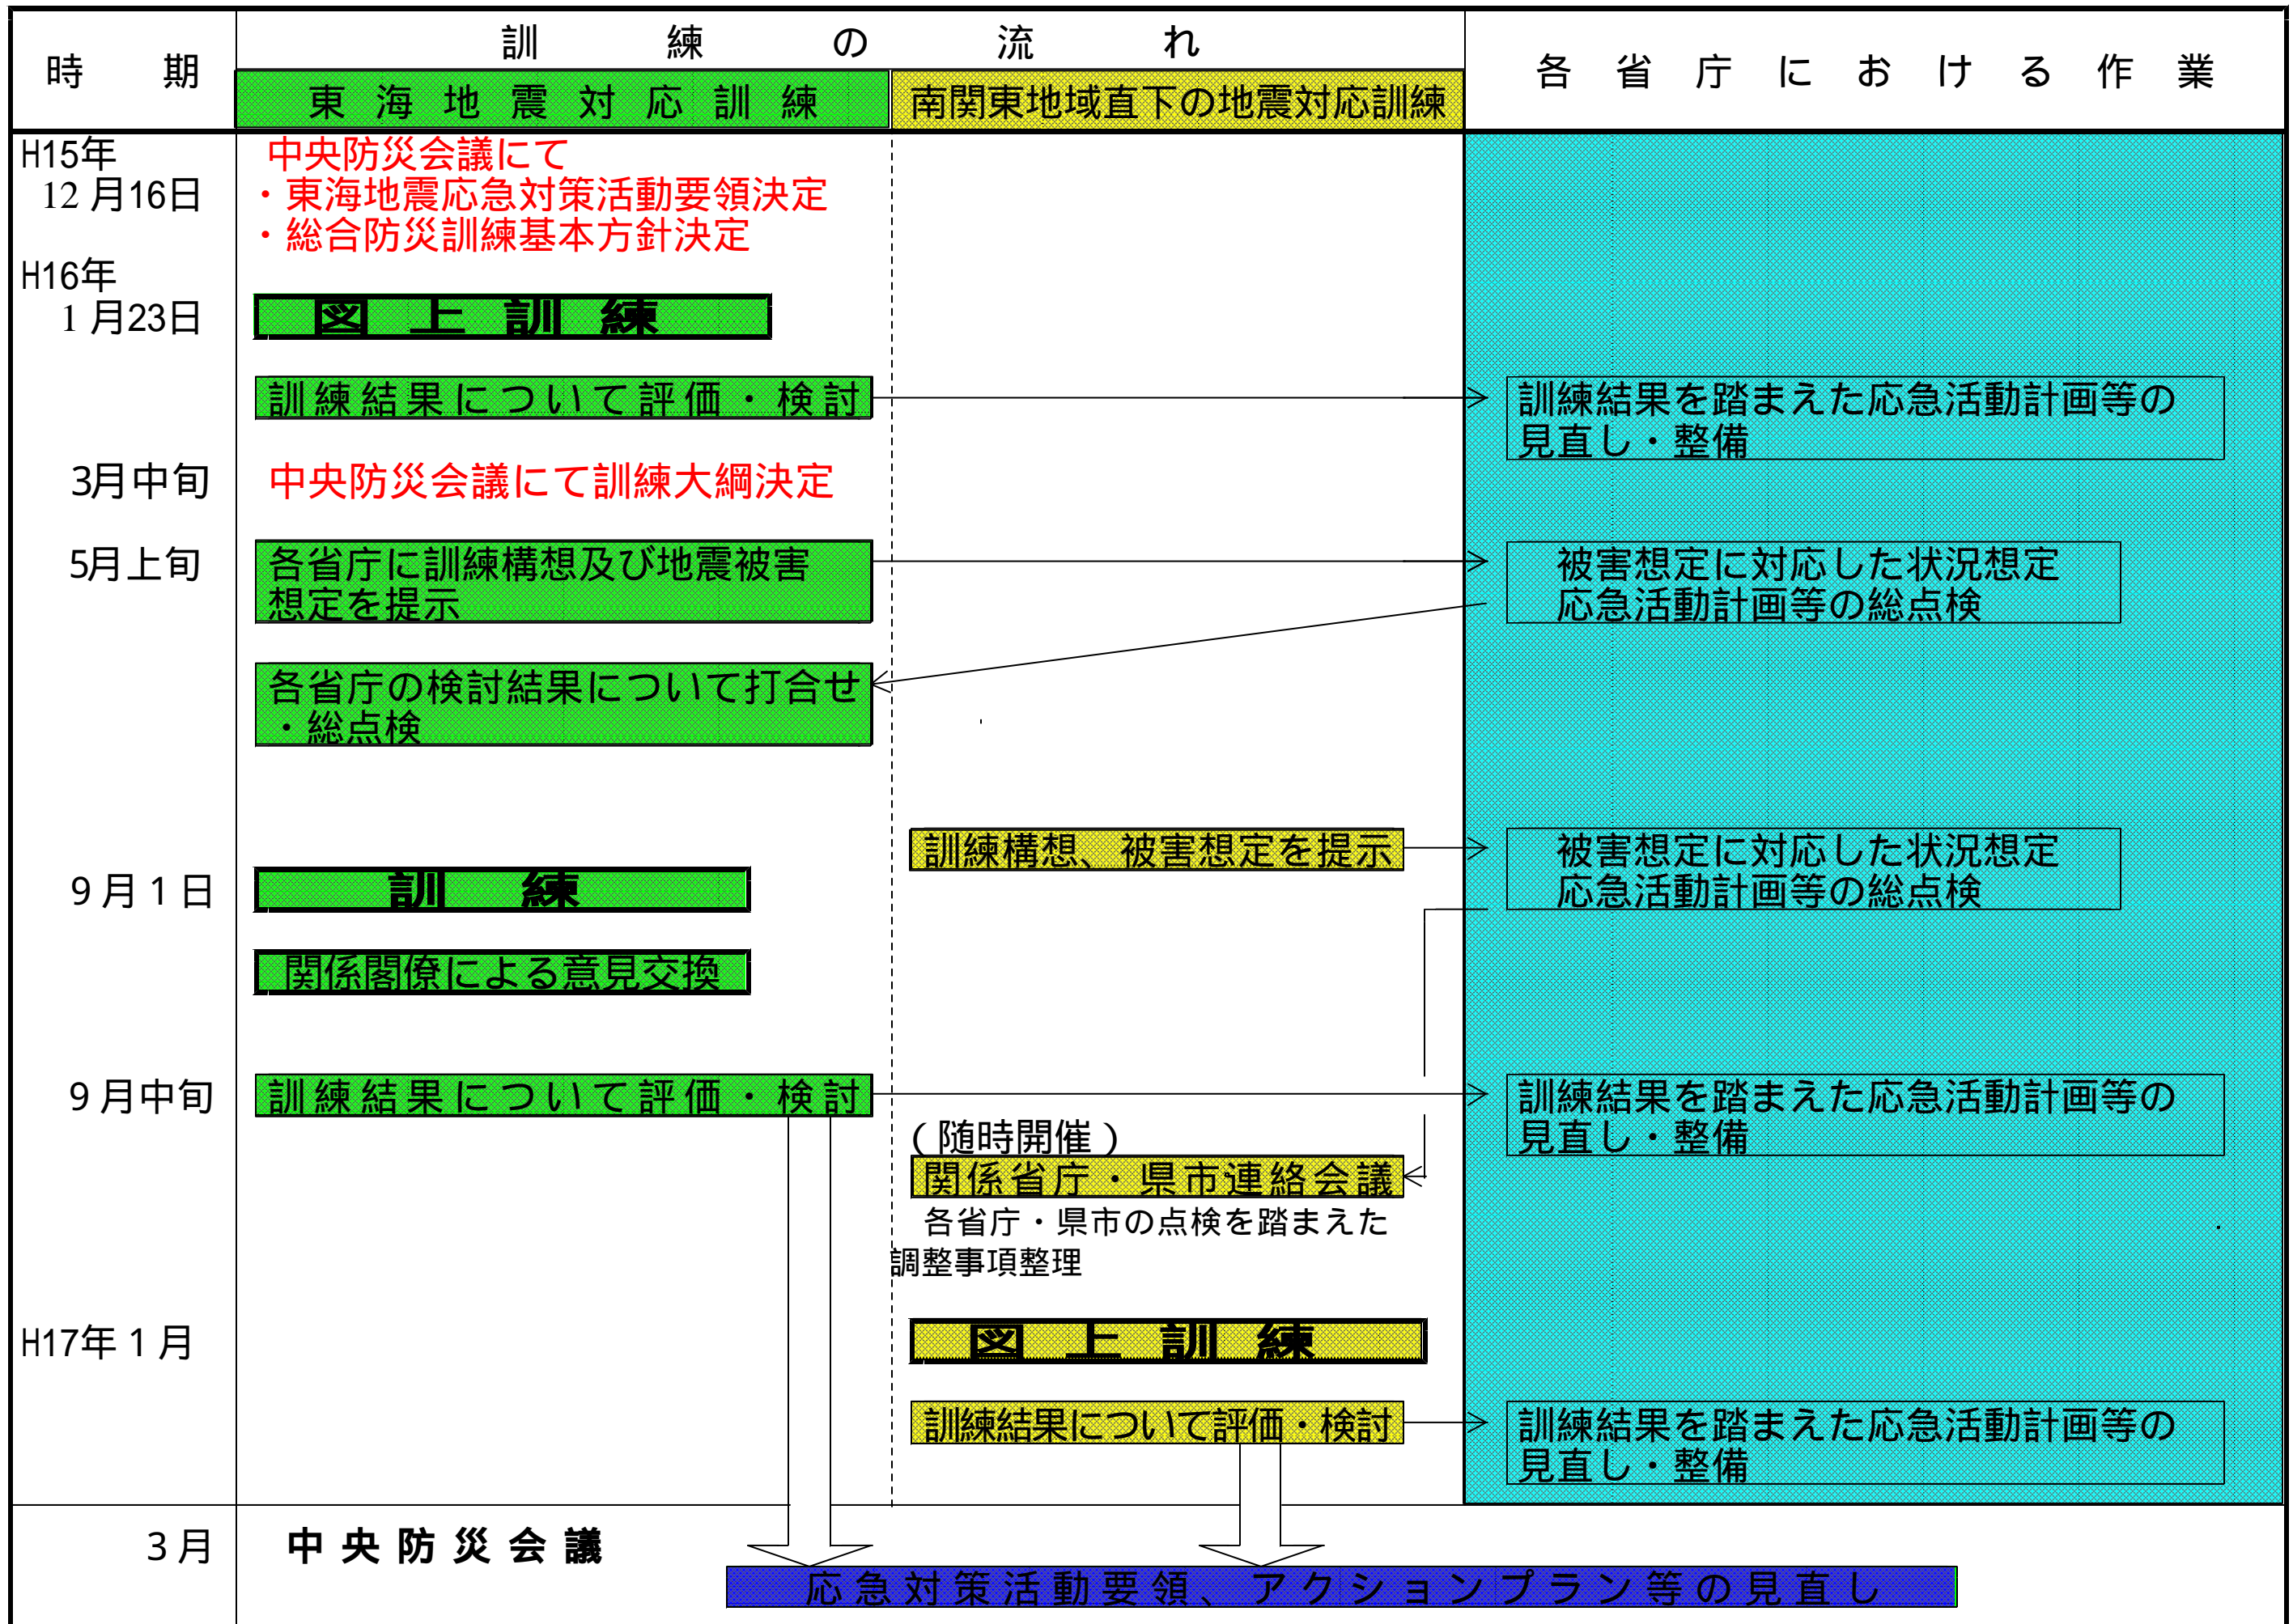 時期
訓練の流れ
各省庁における作業
東海地震対応訓練
南関東地域直下の地震対応訓練
H15年
12月16日
中央防災会議にて
・東海地震応急対策活動要領決定
・総合防災訓練基本方針決定
H16年
1月23日
図上訓練
訓練結果について評価・検討
訓練結果を踏まえた応急活動計画等の
見直し・整備
3月中旬
中央防災会議にて訓練大綱決定
5月上旬
各省庁に訓練構想及び地震被害
想定を提示
被害想定に対応した状況想定
応急活動計画等の総点検
各省庁の検討結果について打合せ
・総点検
訓練構想、被害想定を提示
被害想定に対応した状況想定
応急活動計画等の総点検
9月1日
訓練
関係閣僚による意見交換
9月中旬
訓練結果について評価・検討
訓練結果を踏まえた応急活動計画等の
見直し・整備
(随時開催)
関係省庁・県市連絡会議
各省庁・県市の点検を踏まえた
調整事項整理
H17年1月
図上訓練
訓練結果について評価・検討
訓練結果を踏まえた応急活動計画等の
見直し・整備
3月
中央防災会議
応急対策活動要領、アクションプラン等の見直し